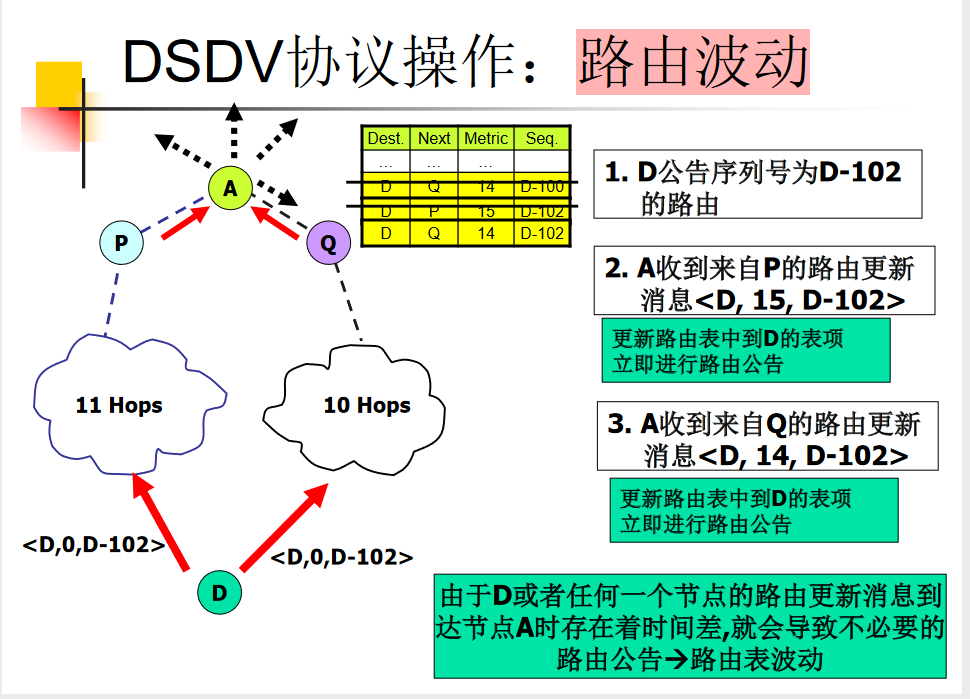 DSDV协议操作：路由波动
Dest. Next Metric Seq.
… … …
D Q 14 D-100
D P 15 D-102
D Q 14 D-102
A
P
Q
11 Hops
10 Hops
<D,0,D-102>
<D,0,D-102>
D
1. D公告序列号为D-102
的路由
2. A收到来自P的路由更新
消息<D, 15, D-102>
更新路由表中到D的表项
立即进行路由公告
3. A收到来自Q的路由更新
消息<D, 14, D-102>
更新路由表中到D的表项
立即进行路由公告
由于D或者任何一个节点的路由更新消息到
达节点A时存在着时间差,就会导致不必要的
路由公告→路由表波动